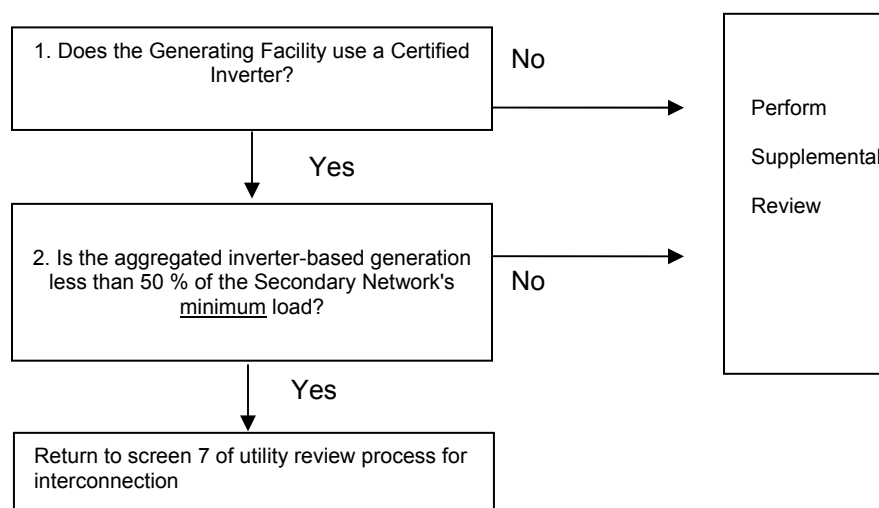 1. Does the Generating Facility use a Certified
Inverter?
No
Perform
Supplemental
Review
Yes
2. Is the aggregated inverter-based generation
less than 50 % of the Secondary Network's
minimum load?
No
Yes
Return to screen 7 of utility review process for
interconnection